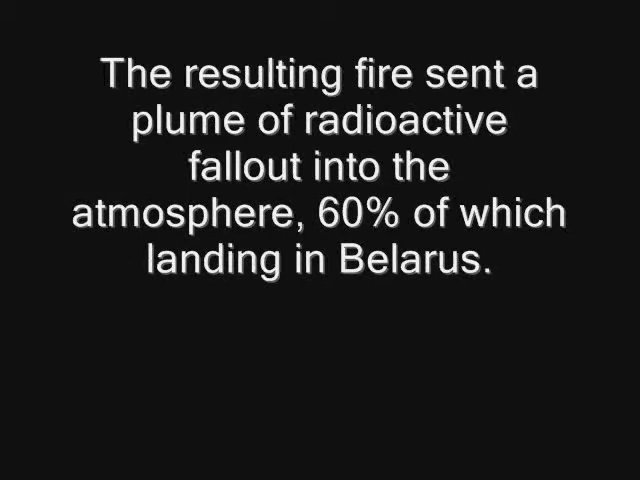 The resulting fire sent a
plume of radioactive
fallout into the
atmosphere, 60% of which
landing in Belarus.